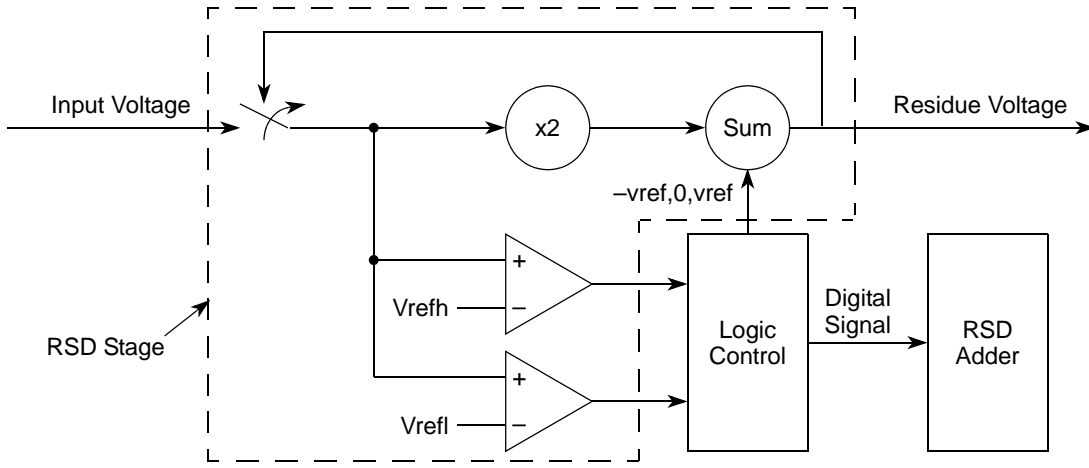 Input Voltage
x2
Sum
Residue Voltage
–vref,0,vref
+
Vrefh
–
RSD Stage
+
Vrefl
–
Logic
Control
Digital
Signal
RSD
Adder